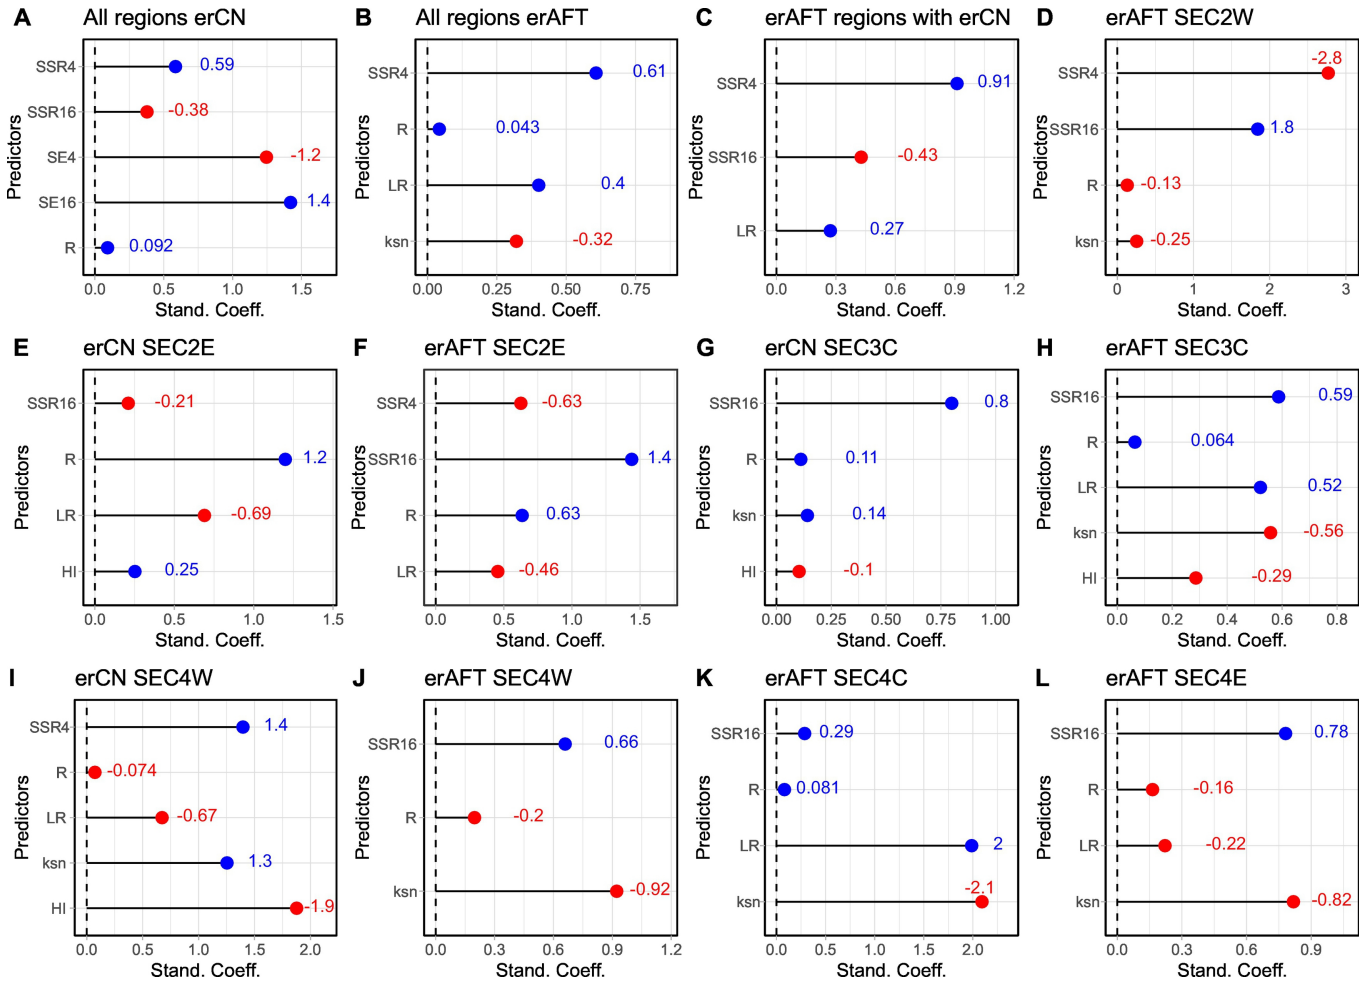 A All regions erCN
Predictors
SSR4 0.59
SSR16 -0.38
SE4 -1.2
SE16 1.4
R 0.092
0.0 0.5 1.0 1.5
Stand. Coeff.
B All regions erAFT
Predictors
SSR4 0.61
R 0.043
LR 0.4
ksn -0.32
0.00 0.25 0.50 0.75
Stand. Coeff.
C erAFT regions with erCN
Predictors
SSR4 0.91
SSR16 -0.43
LR 0.27
0.0 0.3 0.6 0.9 1.2
Stand. Coeff.
D erAFT SEC2W
Predictors
SSR4 -2.8
SSR16 1.8
R -0.13
ksn -0.25
0 1 2 3
Stand. Coeff.
E erCN SEC2E
Predictors
SSR16 -0.21
R 1.2
LR -0.69
HI 0.25
0.0 0.5 1.0 1.5
Stand. Coeff.
F erAFT SEC2E
Predictors
SSR4 -0.63
SSR16 1.4
R 0.63
LR -0.46
0.0 0.5 1.0 1.5
Stand. Coeff.
G erCN SEC3C
Predictors
SSR16 0.8
R 0.11
ksn 0.14
HI -0.1
0.00 0.25 0.50 0.75 1.00
Stand. Coeff.
H erAFT SEC3C
Predictors
SSR16 0.59
R 0.064
LR 0.52
ksn -0.56
HI -0.29
0.0 0.2 0.4 0.6 0.8
Stand. Coeff.
I erCN SEC4W
Predictors
SSR4 1.4
R -0.074
LR -0.67
ksn 1.3
HI -1.9
0.0 0.5 1.0 1.5 2.0
Stand. Coeff.
J erAFT SEC4W
Predictors
SSR16 0.66
R -0.2
ksn -0.92
0.0 0.3 0.6 0.9 1.2
Stand. Coeff.
K erAFT SEC4C
Predictors
SSR16 0.29
R 0.081
LR 2
ksn -2.1
0.0 0.5 1.0 1.5 2.0
Stand. Coeff.
L erAFT SEC4E
Predictors
SSR16 0.78
R -0.16
LR -0.22
ksn -0.82
0.0 0.3 0.6 0.9
Stand. Coeff.